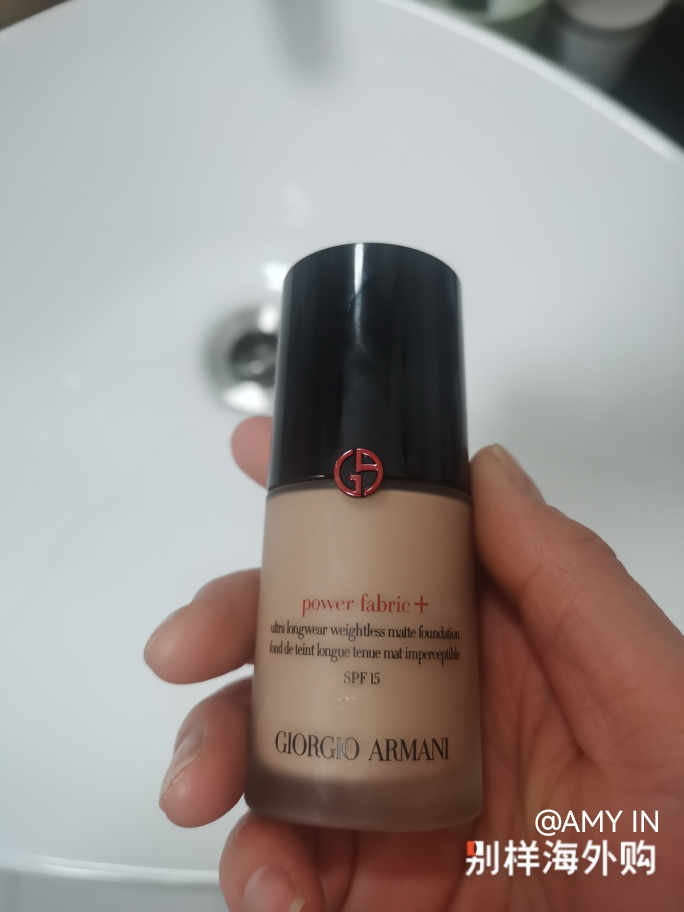 power fabric+
ultra longwear weightless matte foundation
fond de teint longue tenue mat imperceptible
SPF 15
GIORGIO ARMANI
@AMY IN
别样海外购